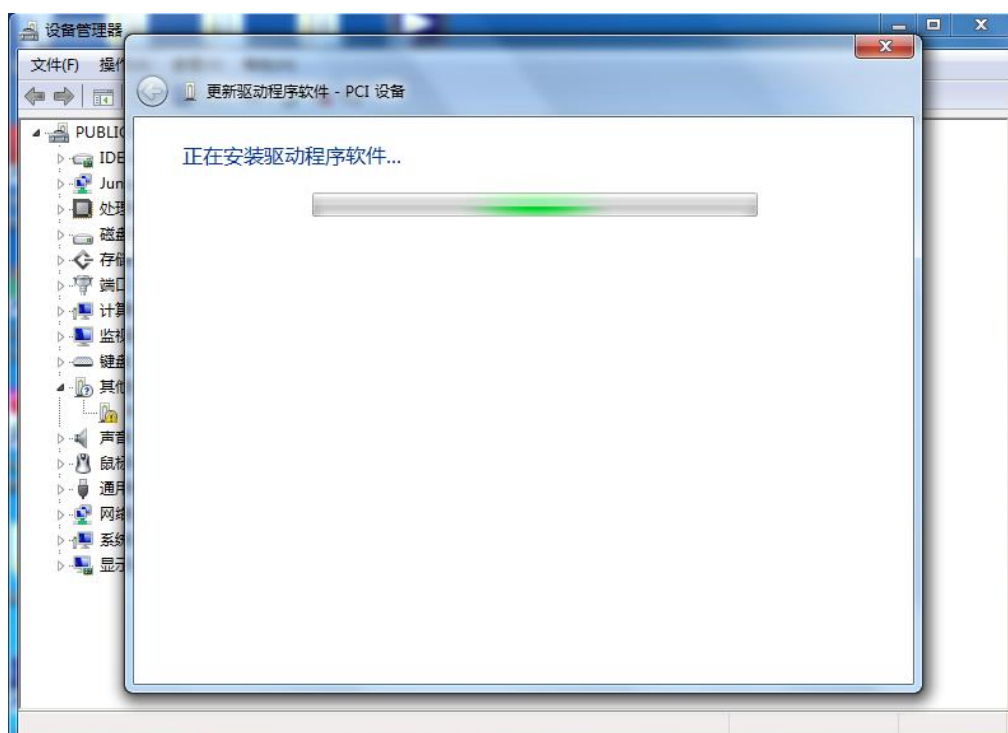 设备管理器
文件(F) 操作
更新驱动程序软件 - PCI 设备
正在安装驱动程序软件...
PUBLIC
IDE
Jun
处理
磁盘
存储
端口
计算
监视
键盘
其他
声音
鼠标
通用
网络
系统
显示